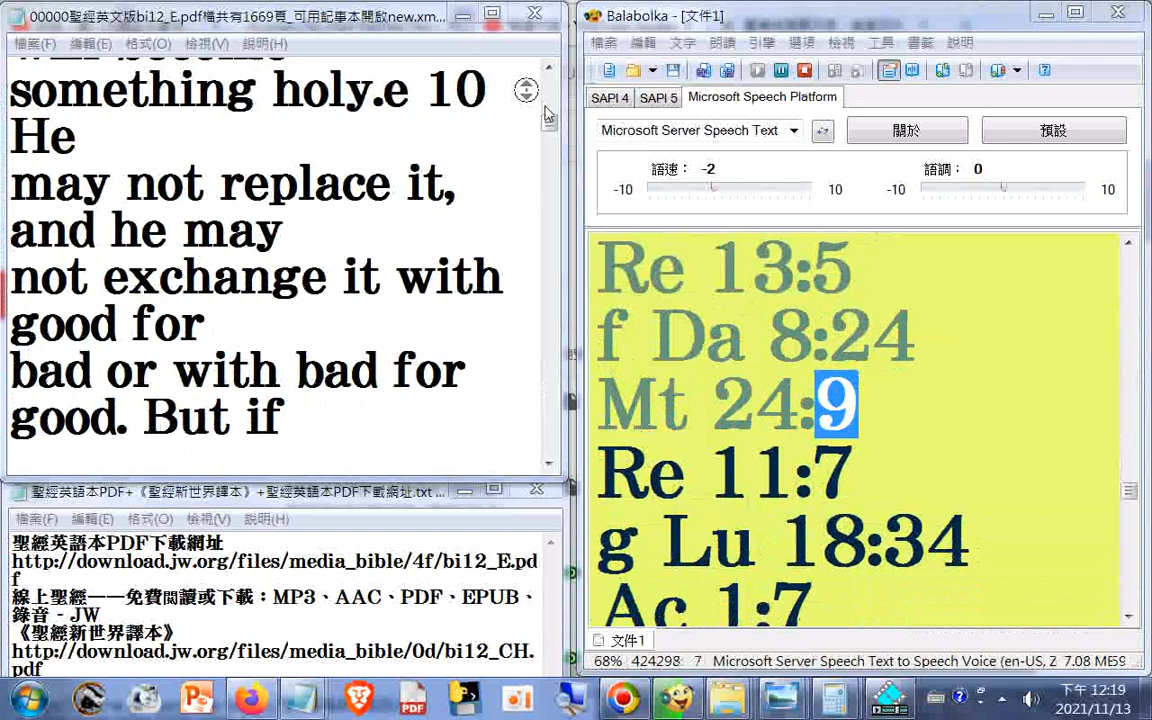 00000聖經英文版bi12_E.pdf檔共有1669頁_可用記事本開啟new.xm...
檔案(F) 編輯(E) 格式(O) 檢視(V) 說明(H)
something holy.e 10
He
may not replace it,
and he may
not exchange it with
good for
bad or with bad for
good. But if
聖經英語本PDF+《聖經新世界譯本》+聖經英語本PDF下載網址.txt ...
檔案(F) 編輯(E) 格式(O) 檢視(V) 說明(H)
聖經英語本PDF下載網址
http://download.jw.org/files/media_bible/4f/bi12_E.pd
f
線上聖經──免費閱讀或下載：MP3、AAC、PDF、EPUB、
錄音 - JW
《聖經新世界譯本》
http://download.jw.org/files/media_bible/0d/bi12_CH.
pdf
Balabolka - [文件1]
檔案 編輯 文字 朗讀 引擎 選項 檢視 工具 書籤 說明
SAPI 4 SAPI 5 Microsoft Speech Platform
Microsoft Server Speech Text 關於 預設
語速： -2 語調： 0
-10 10 -10 10
Re 13:5
f Da 8:24
Mt 24:9
Re 11:7
g Lu 18:34
Ac 1:7
文件1
68% 424298 7 Microsoft Server Speech Text to Speech Voice (en-US, Z 7.08 MB
下午 12:19
2021/11/13